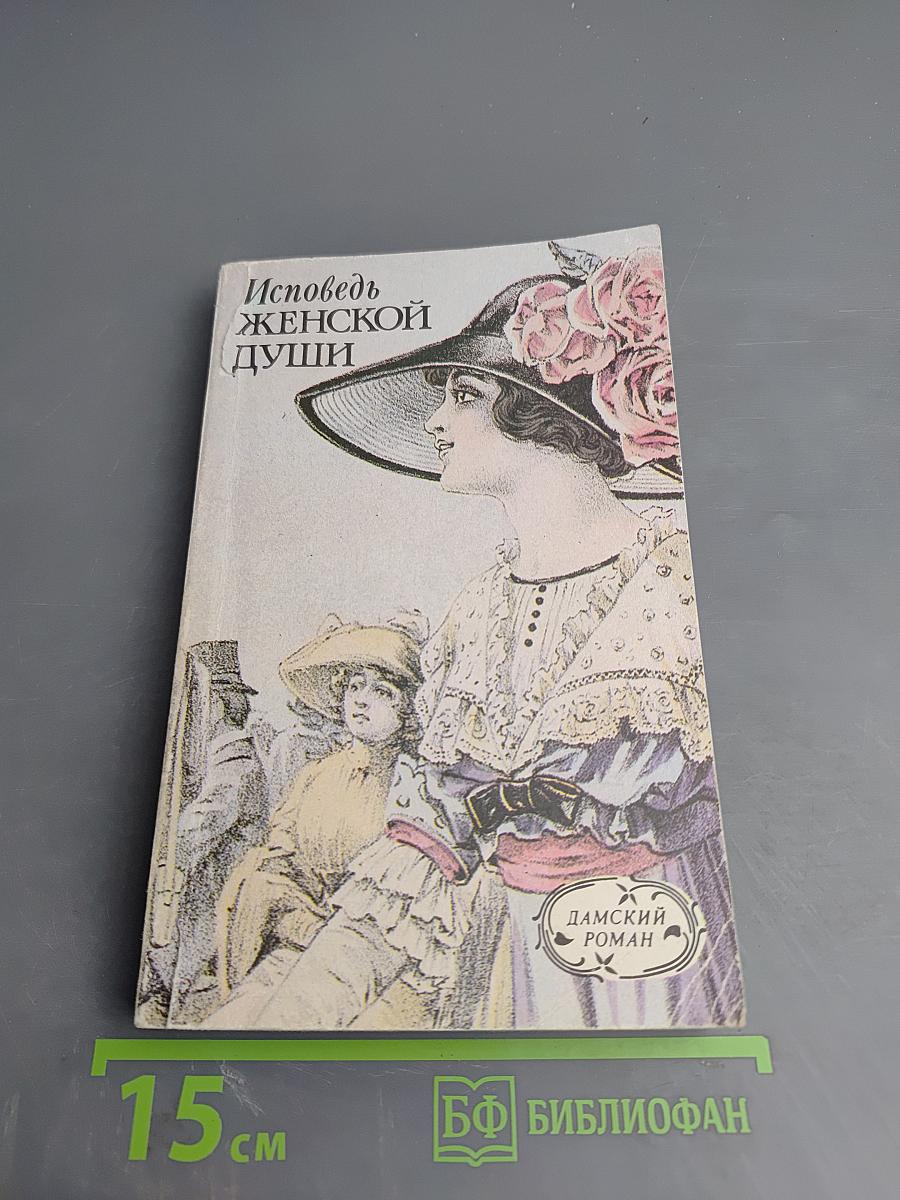 Исповедь
ЖЕНСКОЙ
ДУШИ
ДАМСКИЙ
РОМАН
15 см
БФ БИБЛИОФАН